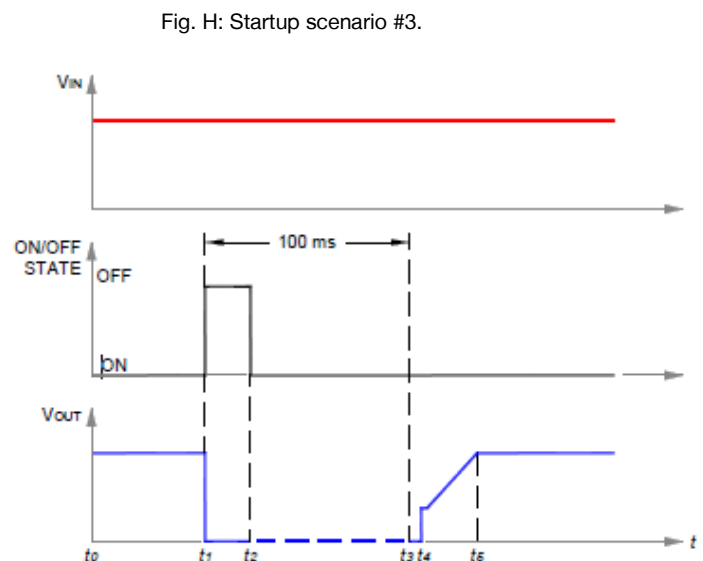 Fig. H: Startup scenario #3.
VIN
100 ms
ON/OFF
STATE
OFF
ON
VOUT
t
t0 t1 t2 t3 t4 t5